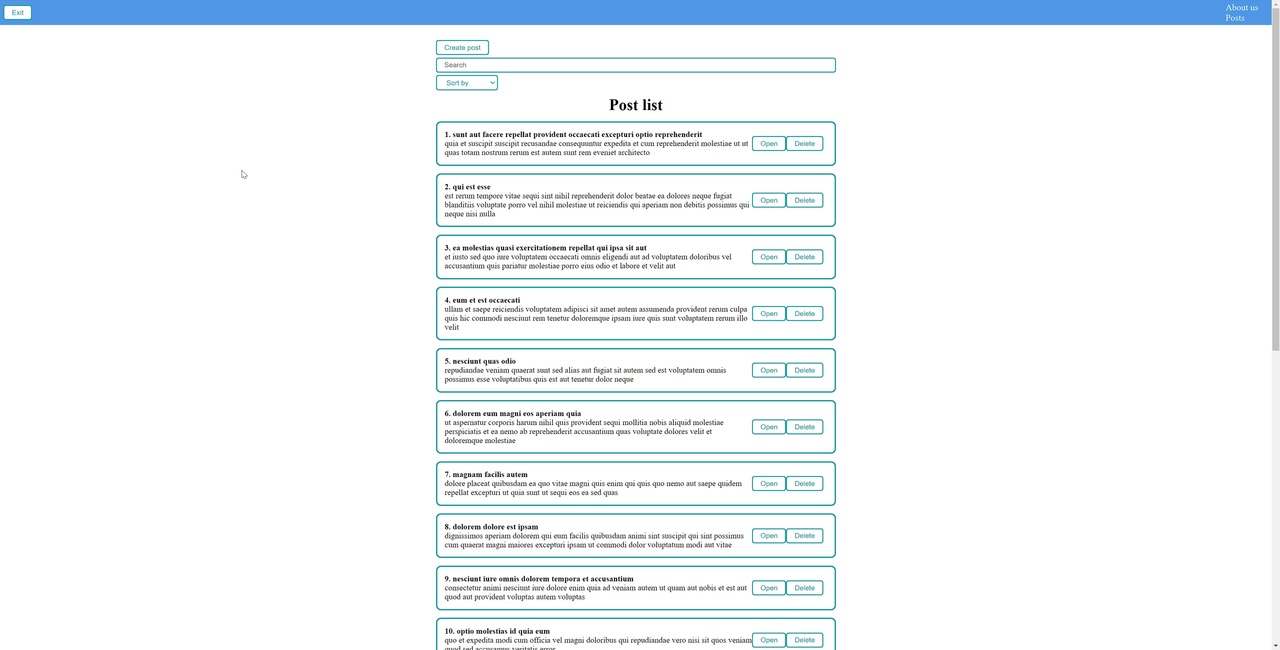 Exit
About us
Posts
Create post
Search
Sort by
Post list
1. sunt aut facere repellat provident occaecati excepturi optio reprehenderit
quia et suscipit suscipit recusandae consequuntur expedita et cum reprehenderit molestiae ut ut
quas totam nostrum rerum est autem sunt rem eveniet architecto
Open
Delete
2. qui est esse
est rerum tempore vitae sequi sint nihil reprehenderit dolor beatae ea dolores neque fugiat
blanditiis voluptate porro vel nihil molestiae ut reiciendis qui aperiam non debitis possimus qui
neque nisi nulla
Open
Delete
3. ea molestias quasi exercitationem repellat qui ipsa sit aut
et iusto sed quo iure voluptatem occaecati omnis eligendi aut ad voluptatem doloribus vel
accusantium quis pariatur molestiae porro eius odio et labore et velit aut
Open
Delete
4. eum et est occaecati
ullam et saepe reiciendis voluptatem adipisci sit amet autem assumenda provident rerum culpa
quis hic commodi nesciunt rem tenetur doloremque ipsam iure quis sunt voluptatem rerum illo
velit
Open
Delete
5. nesciunt quas odio
repudiandae veniam quaerat sunt sed alias aut fugiat sit autem sed est voluptatem omnis
possimus esse voluptatibus quis est aut tenetur dolor neque
Open
Delete
6. dolorem eum magni eos aperiam quia
ut aspernatur corporis harum nihil quis provident sequi mollitia nobis aliquid molestiae
perspiciatis et ea nemo ab reprehenderit accusantium quas voluptate dolores velit et
doloremque molestiae
Open
Delete
7. magnam facilis autem
dolore placeat quibusdam ea quo vitae magni quis enim qui quis quo nemo aut saepe quidem
repellat excepturi ut quia sunt ut sequi eos ea sed quas
Open
Delete
8. dolorem dolore est ipsam
dignissimos aperiam dolorem qui eum facilis quibusdam animi sint suscipit qui sint possimus
cum quaerat magni maiores excepturi ipsam ut commodi dolor voluptatum modi aut vitae
Open
Delete
9. nesciunt iure omnis dolorem tempora et accusantium
consectetur animi nesciunt iure dolore enim quia ad veniam autem ut quam aut nobis et est aut
quod aut provident voluptas autem voluptas
Open
Delete
10. optio molestias id quia eum
quo et expedita modi cum officia vel magni doloribus qui repudiandae vero nisi sit quos veniam
quod sed accusamus veritatis error
Open
Delete